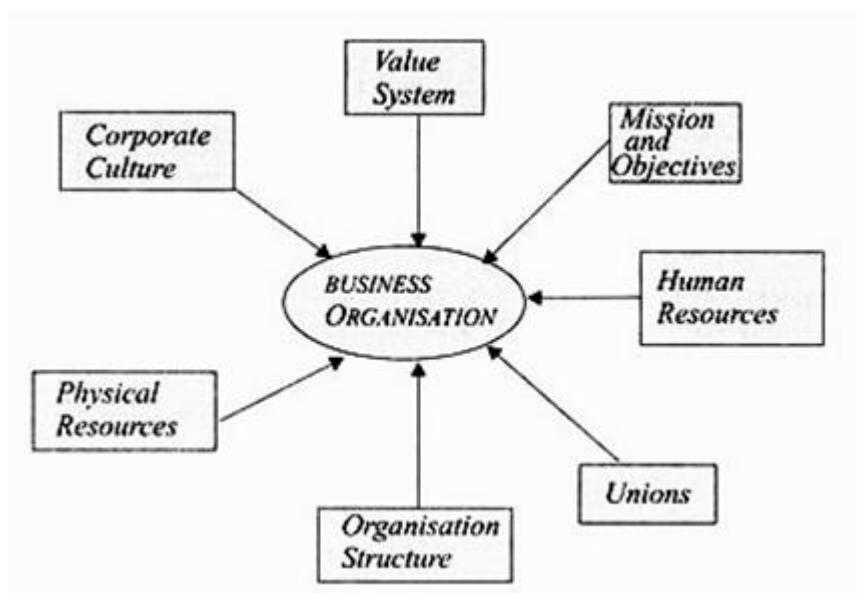 Value
System
Corporate
Culture
Mission
and
Objectives
BUSINESS
ORGANISATION
Human
Resources
Physical
Resources
Unions
Organisation
Structure